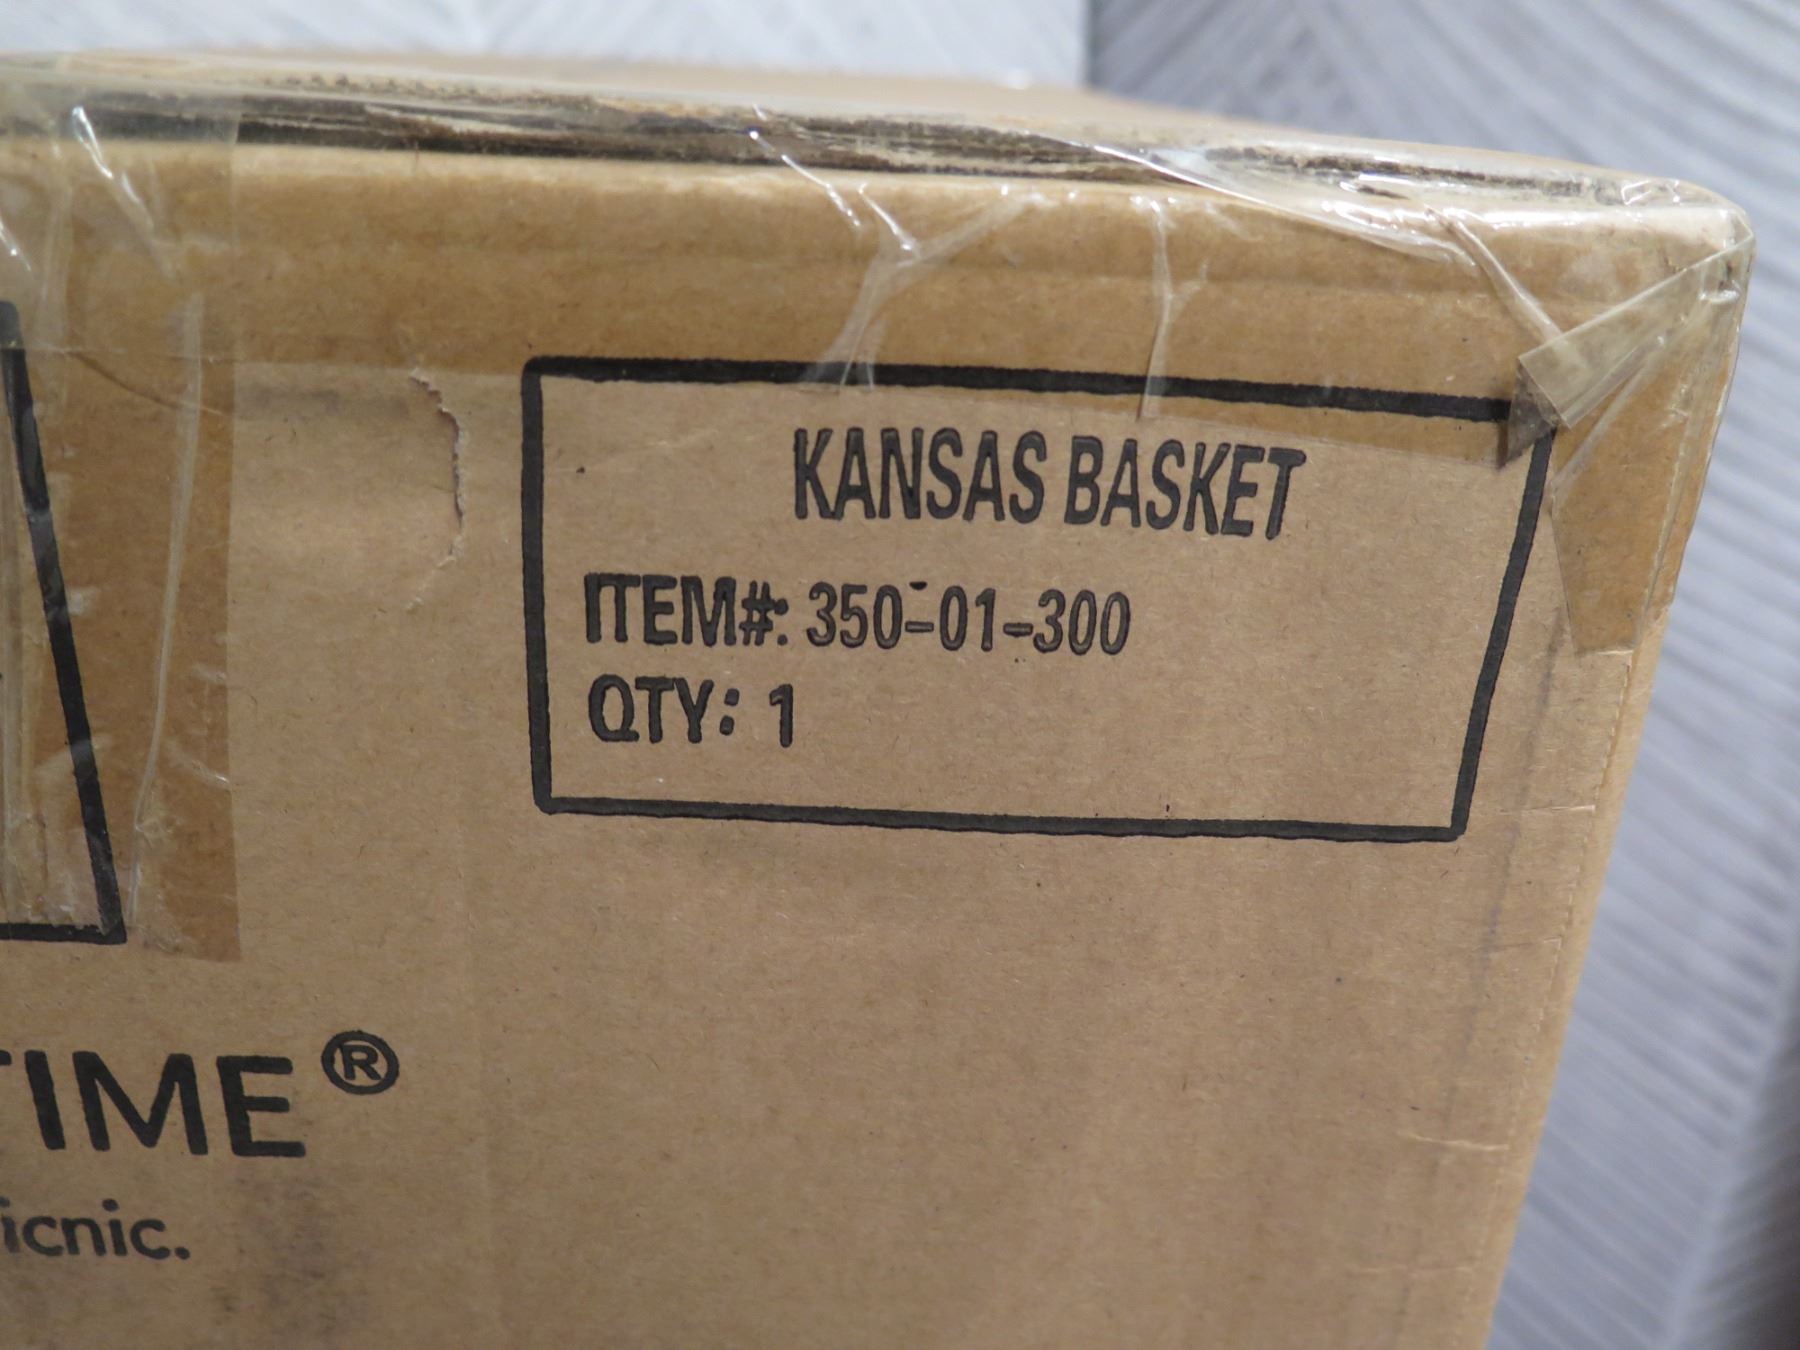 KANSAS BASKET
ITEM#: 350-01-300
QTY: 1
TIME®
icnic.